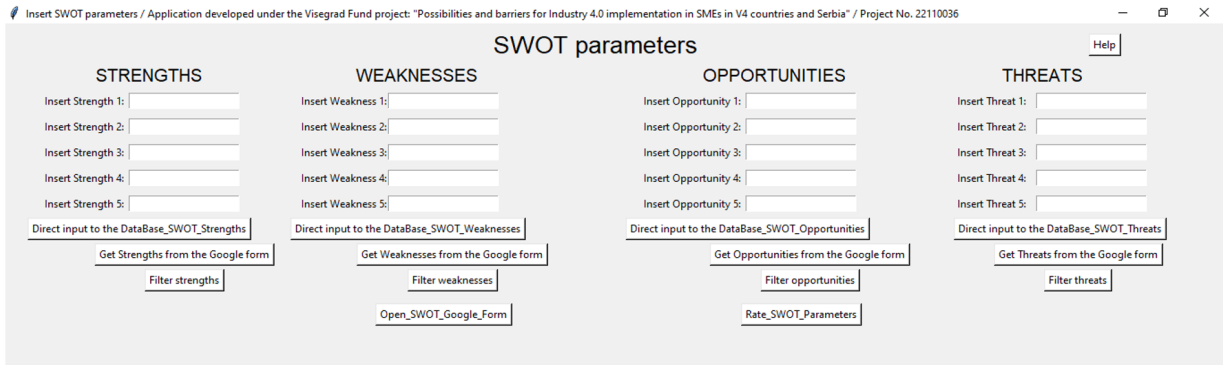 Insert SWOT parameters / Application developed under the Visegrad Fund project: "Possibilities and barriers for Industry 4.0 implementation in SMEs in V4 countries and Serbia" / Project No. 22110036
SWOT parameters
Help
STRENGTHS WEAKNESSES OPPORTUNITIES THREATS
Insert Strength 1: Insert Weakness 1: Insert Opportunity 1: Insert Threat 1:
Insert Strength 2: Insert Weakness 2: Insert Opportunity 2: Insert Threat 2:
Insert Strength 3: Insert Weakness 3: Insert Opportunity 3: Insert Threat 3:
Insert Strength 4: Insert Weakness 4: Insert Opportunity 4: Insert Threat 4:
Insert Strength 5: Insert Weakness 5: Insert Opportunity 5: Insert Threat 5:
Direct input to the DataBase_SWOT_Strengths Direct input to the DataBase_SWOT_Weaknesses Direct input to the DataBase_SWOT_Opportunities Direct input to the DataBase_SWOT_Threats
Get Strengths from the Google form Get Weaknesses from the Google form Get Opportunities from the Google form Get Threats from the Google form
Filter strengths Filter weaknesses Filter opportunities Filter threats
Open_SWOT_Google_Form Rate_SWOT_Parameters